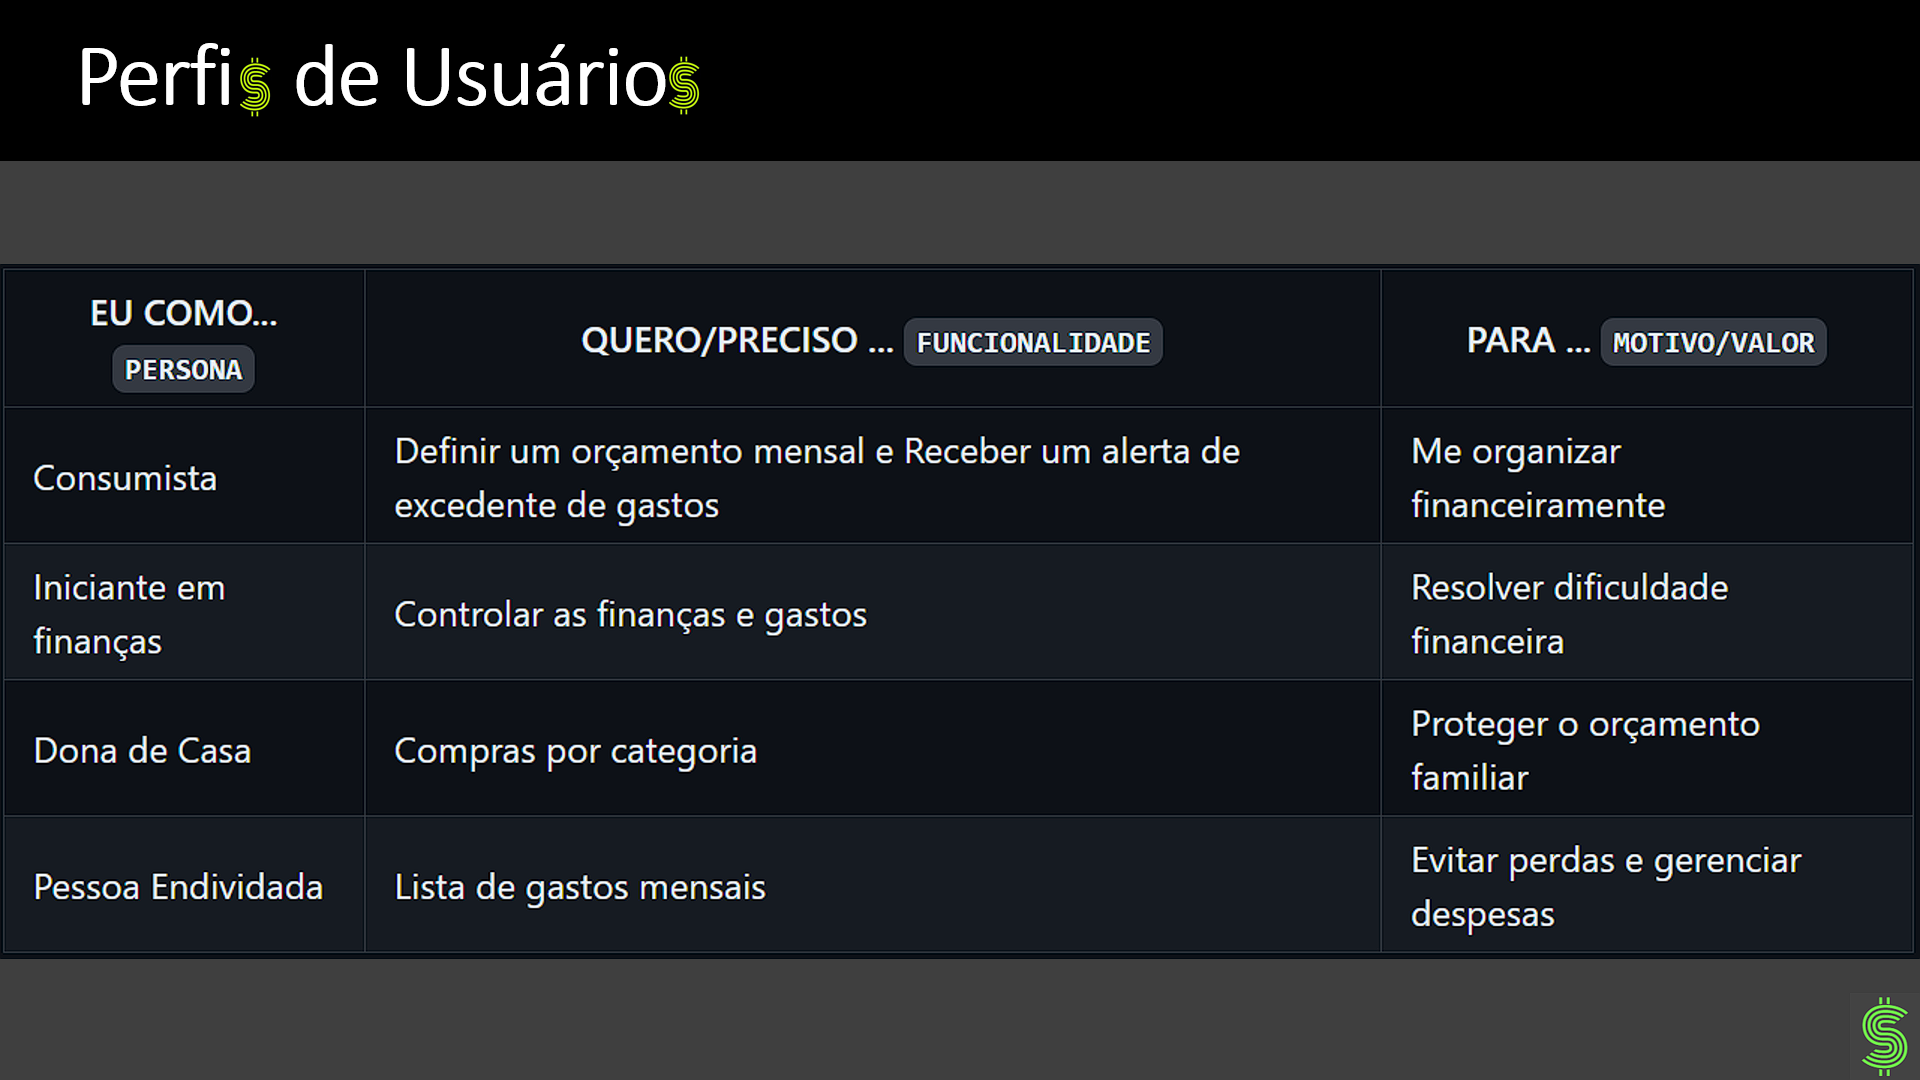 Perfi$ de Usuário$
EU COMO...
PERSONA
QUERO/PRECISO ... FUNCIONALIDADE
PARA ... MOTIVO/VALOR
Consumista
Definir um orçamento mensal e Receber um alerta de
excedente de gastos
Me organizar
financeiramente
Iniciante em
finanças
Controlar as finanças e gastos
Resolver dificuldade
financeira
Dona de Casa
Compras por categoria
Proteger o orçamento
familiar
Pessoa Endividada
Lista de gastos mensais
Evitar perdas e gerenciar
despesas
$